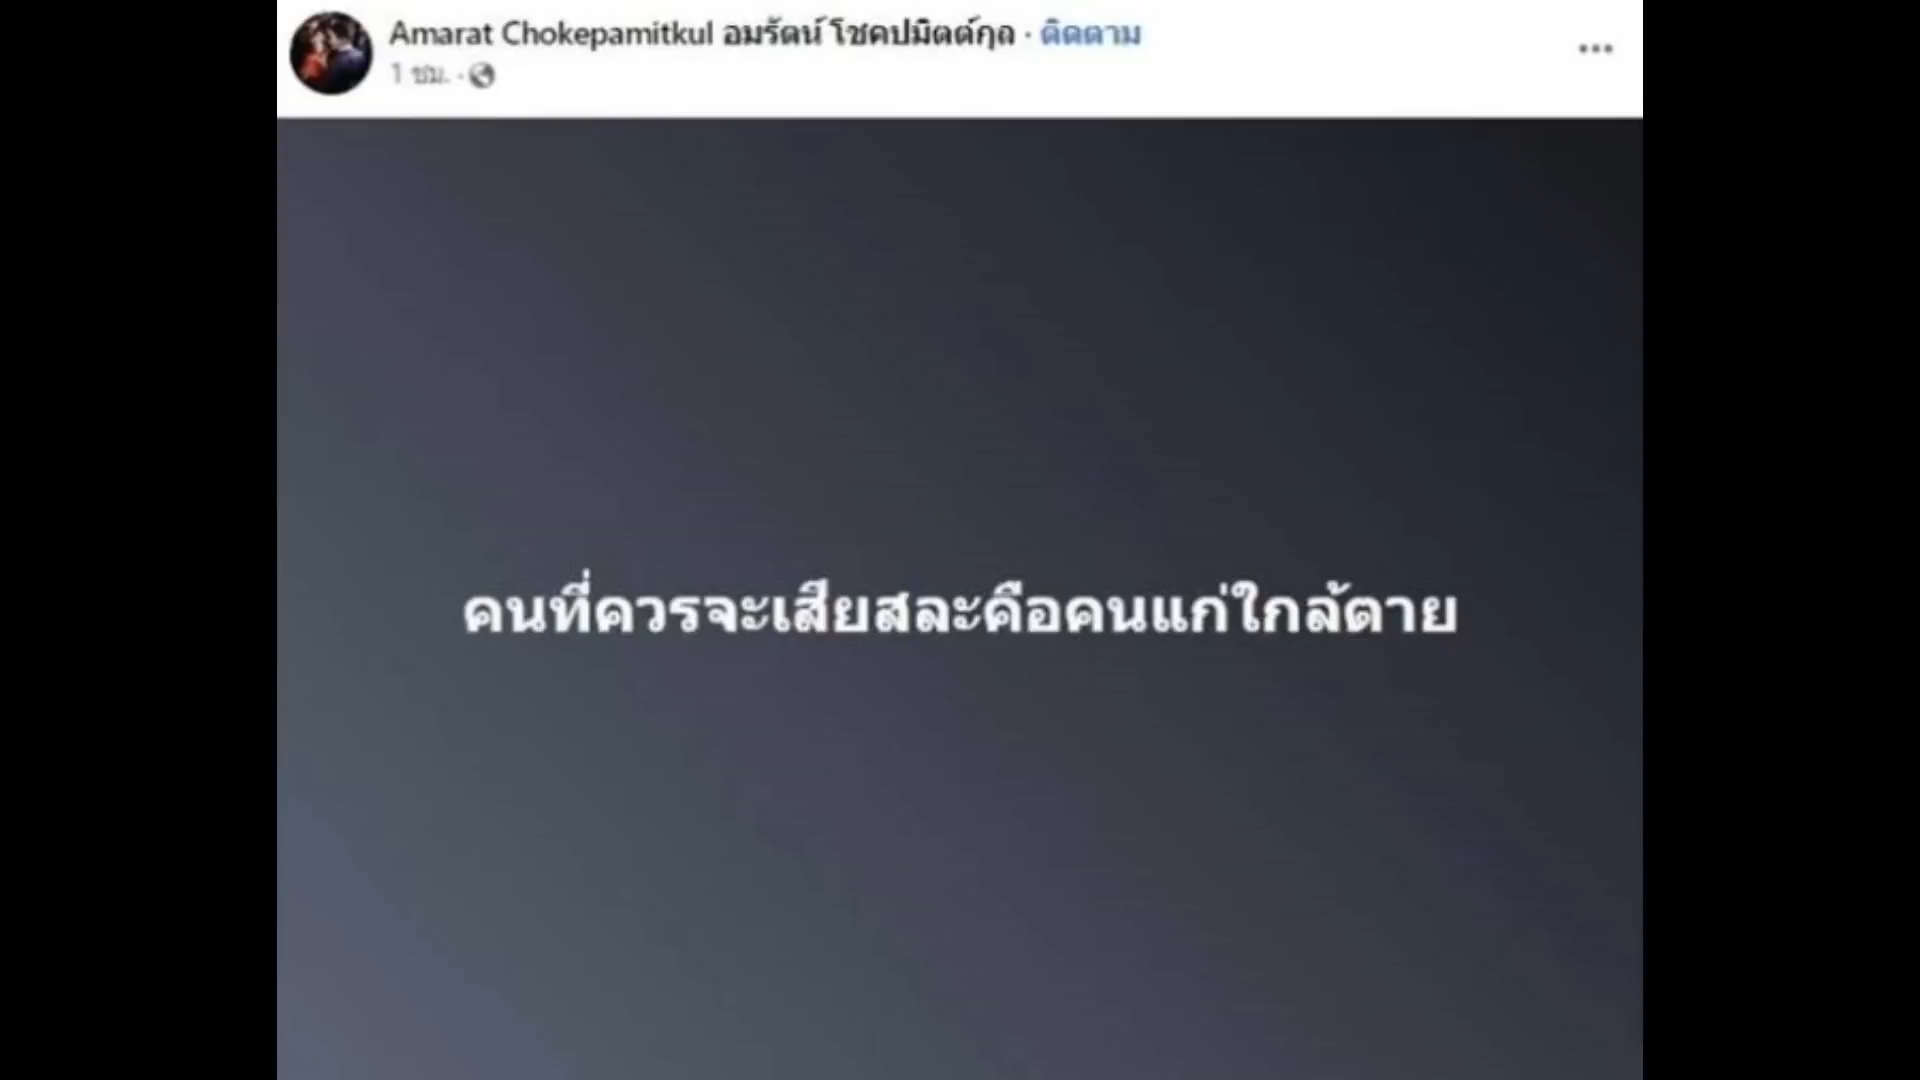 Amarat Chokepamitkul อมรัตน์ โชคปมิตต์กุล · ติดตาม
1 ชม. ·
คนที่ควรจะเสียสละคือคนแก่ใกล้ตาย